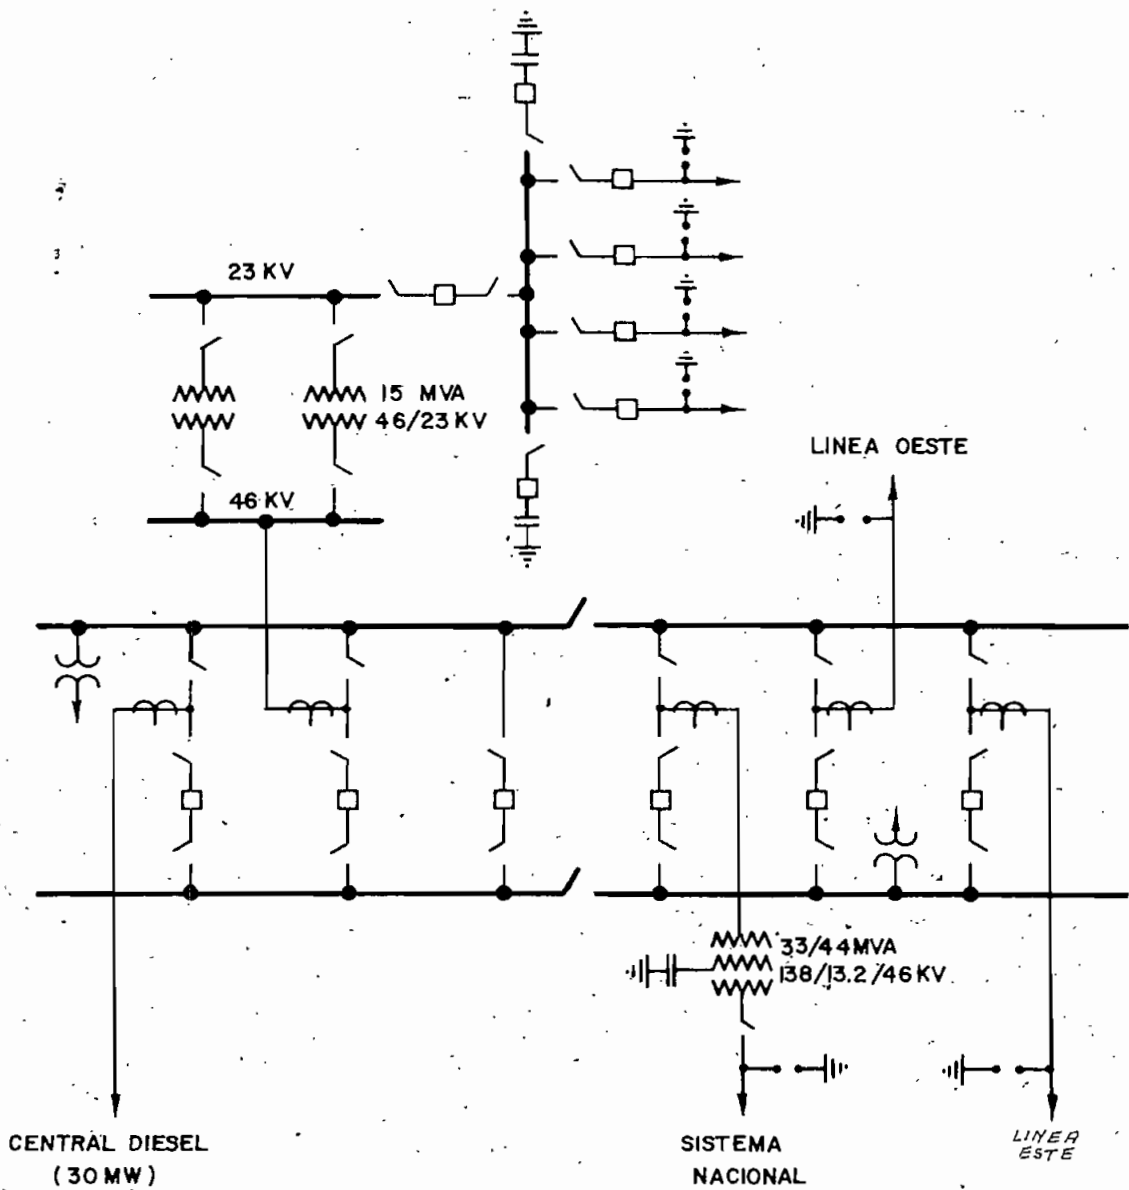 23 KV
15 MVA
46/23 KV
LINEA OESTE
46 KV
33/44 MVA
138/13.2/46 KV
CENTRAL DIESEL
(30 MW)
SISTEMA
NACIONAL
LINEA
ESTE